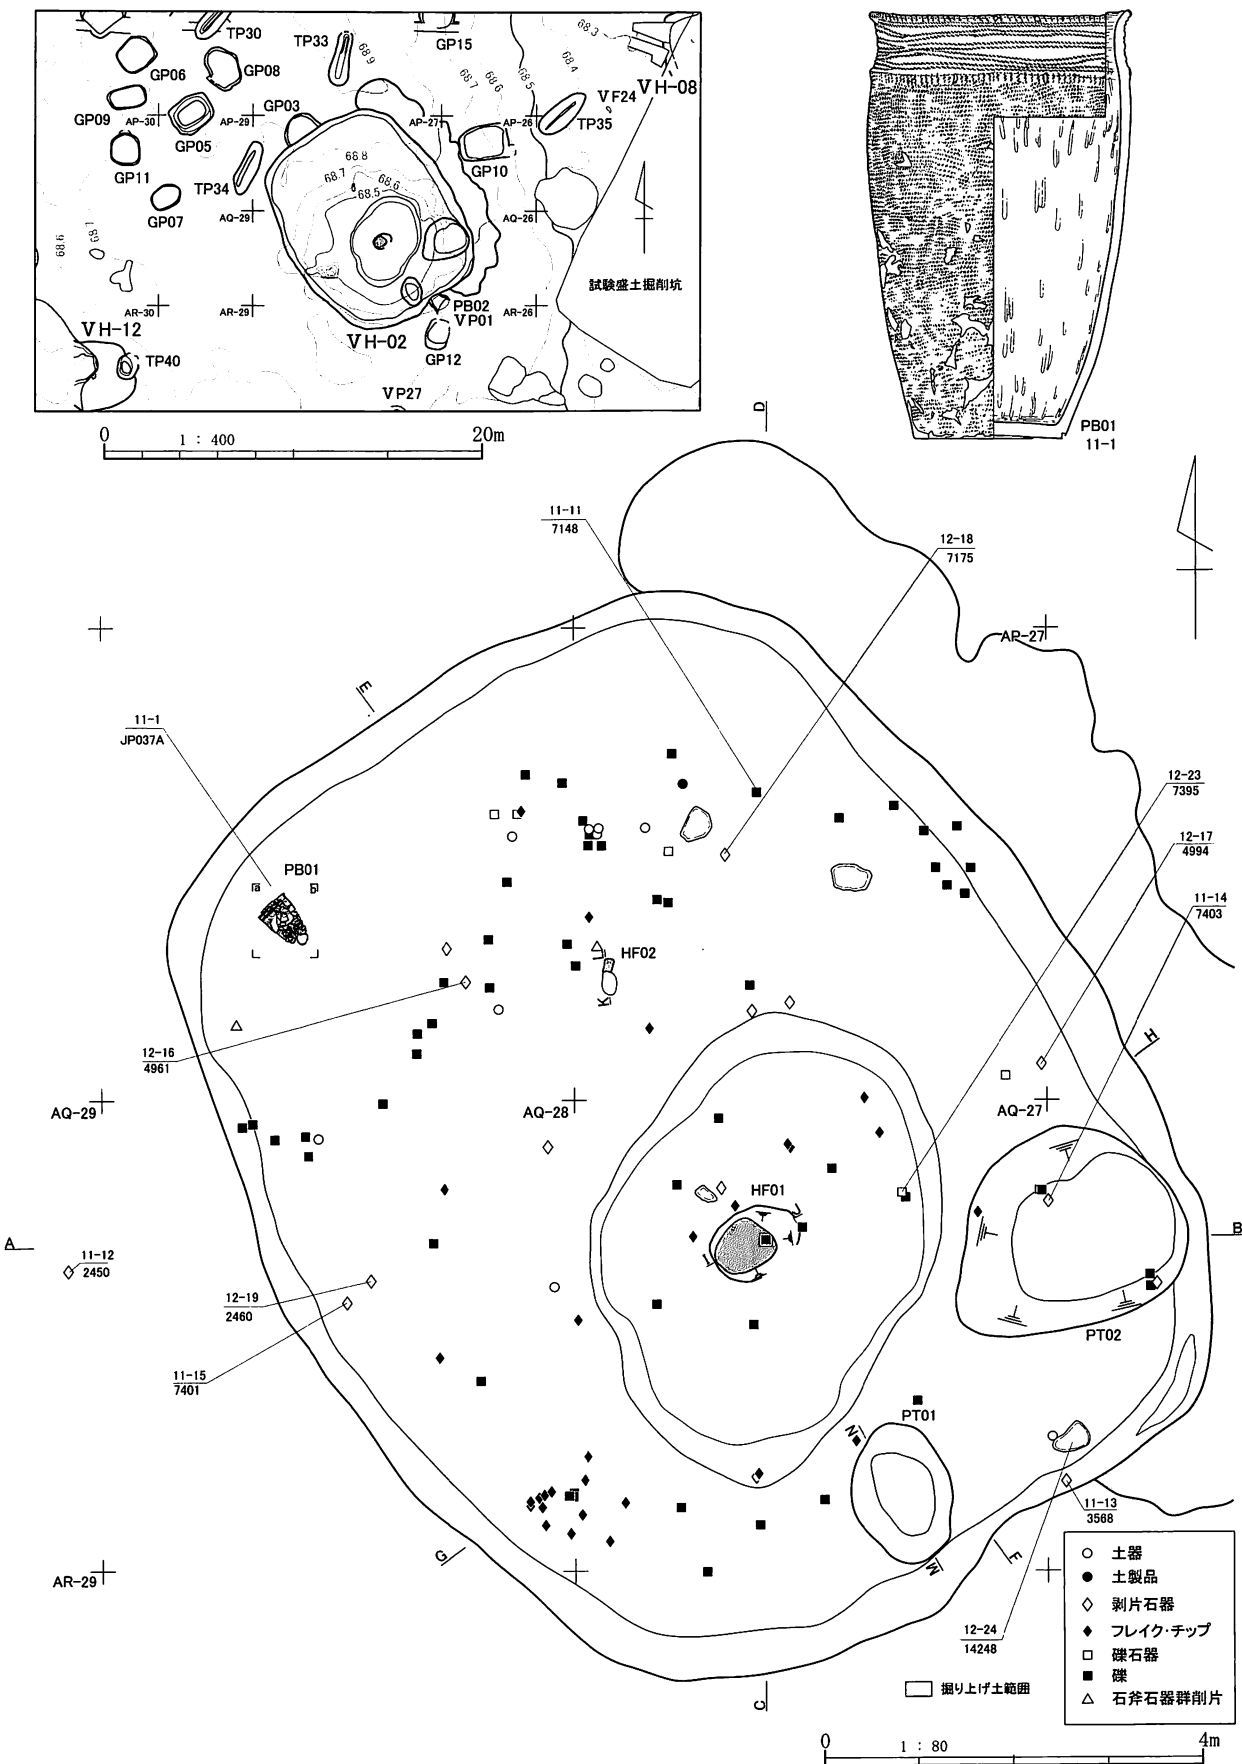 TP30
TP33
GP15
68.3
68.9
68.4
GP06
GP08
68.7
68.6
68.5
VH-08
GP09
GP03
VF24
AP-30
AP-29
AP-27
AP-26
TP35
GP05
GP11
68.8
GP10
TP34
68.7
68.6
68.5
GP07
AQ-29
AQ-26
68.6
68.7
試験盛土掘削坑
AR-30
AR-29
PB02
AR-26
VH-12
VP01
VH-02
GP12
TP40
VP27
PB01
11-1
0
1 : 400
20m
D
11-11
7148
12-18
7175
AP-27
E
11-1
JP037A
12-23
7395
12-17
4994
PB01
a
b
11-14
7403
HF02
L
K
12-16
4961
H
AQ-29
AQ-28
AQ-27
HF01
J
I
A
B
11-12
2450
12-19
2460
PT02
11-15
7401
PT01
N
11-13
3568
G
M
F
AR-29
12-24
14248
C
土器
土製品
剥片石器
フレイク・チップ
礫石器
礫
石斧石器群削片
掘り上げ土範囲
0
1 : 80
4m